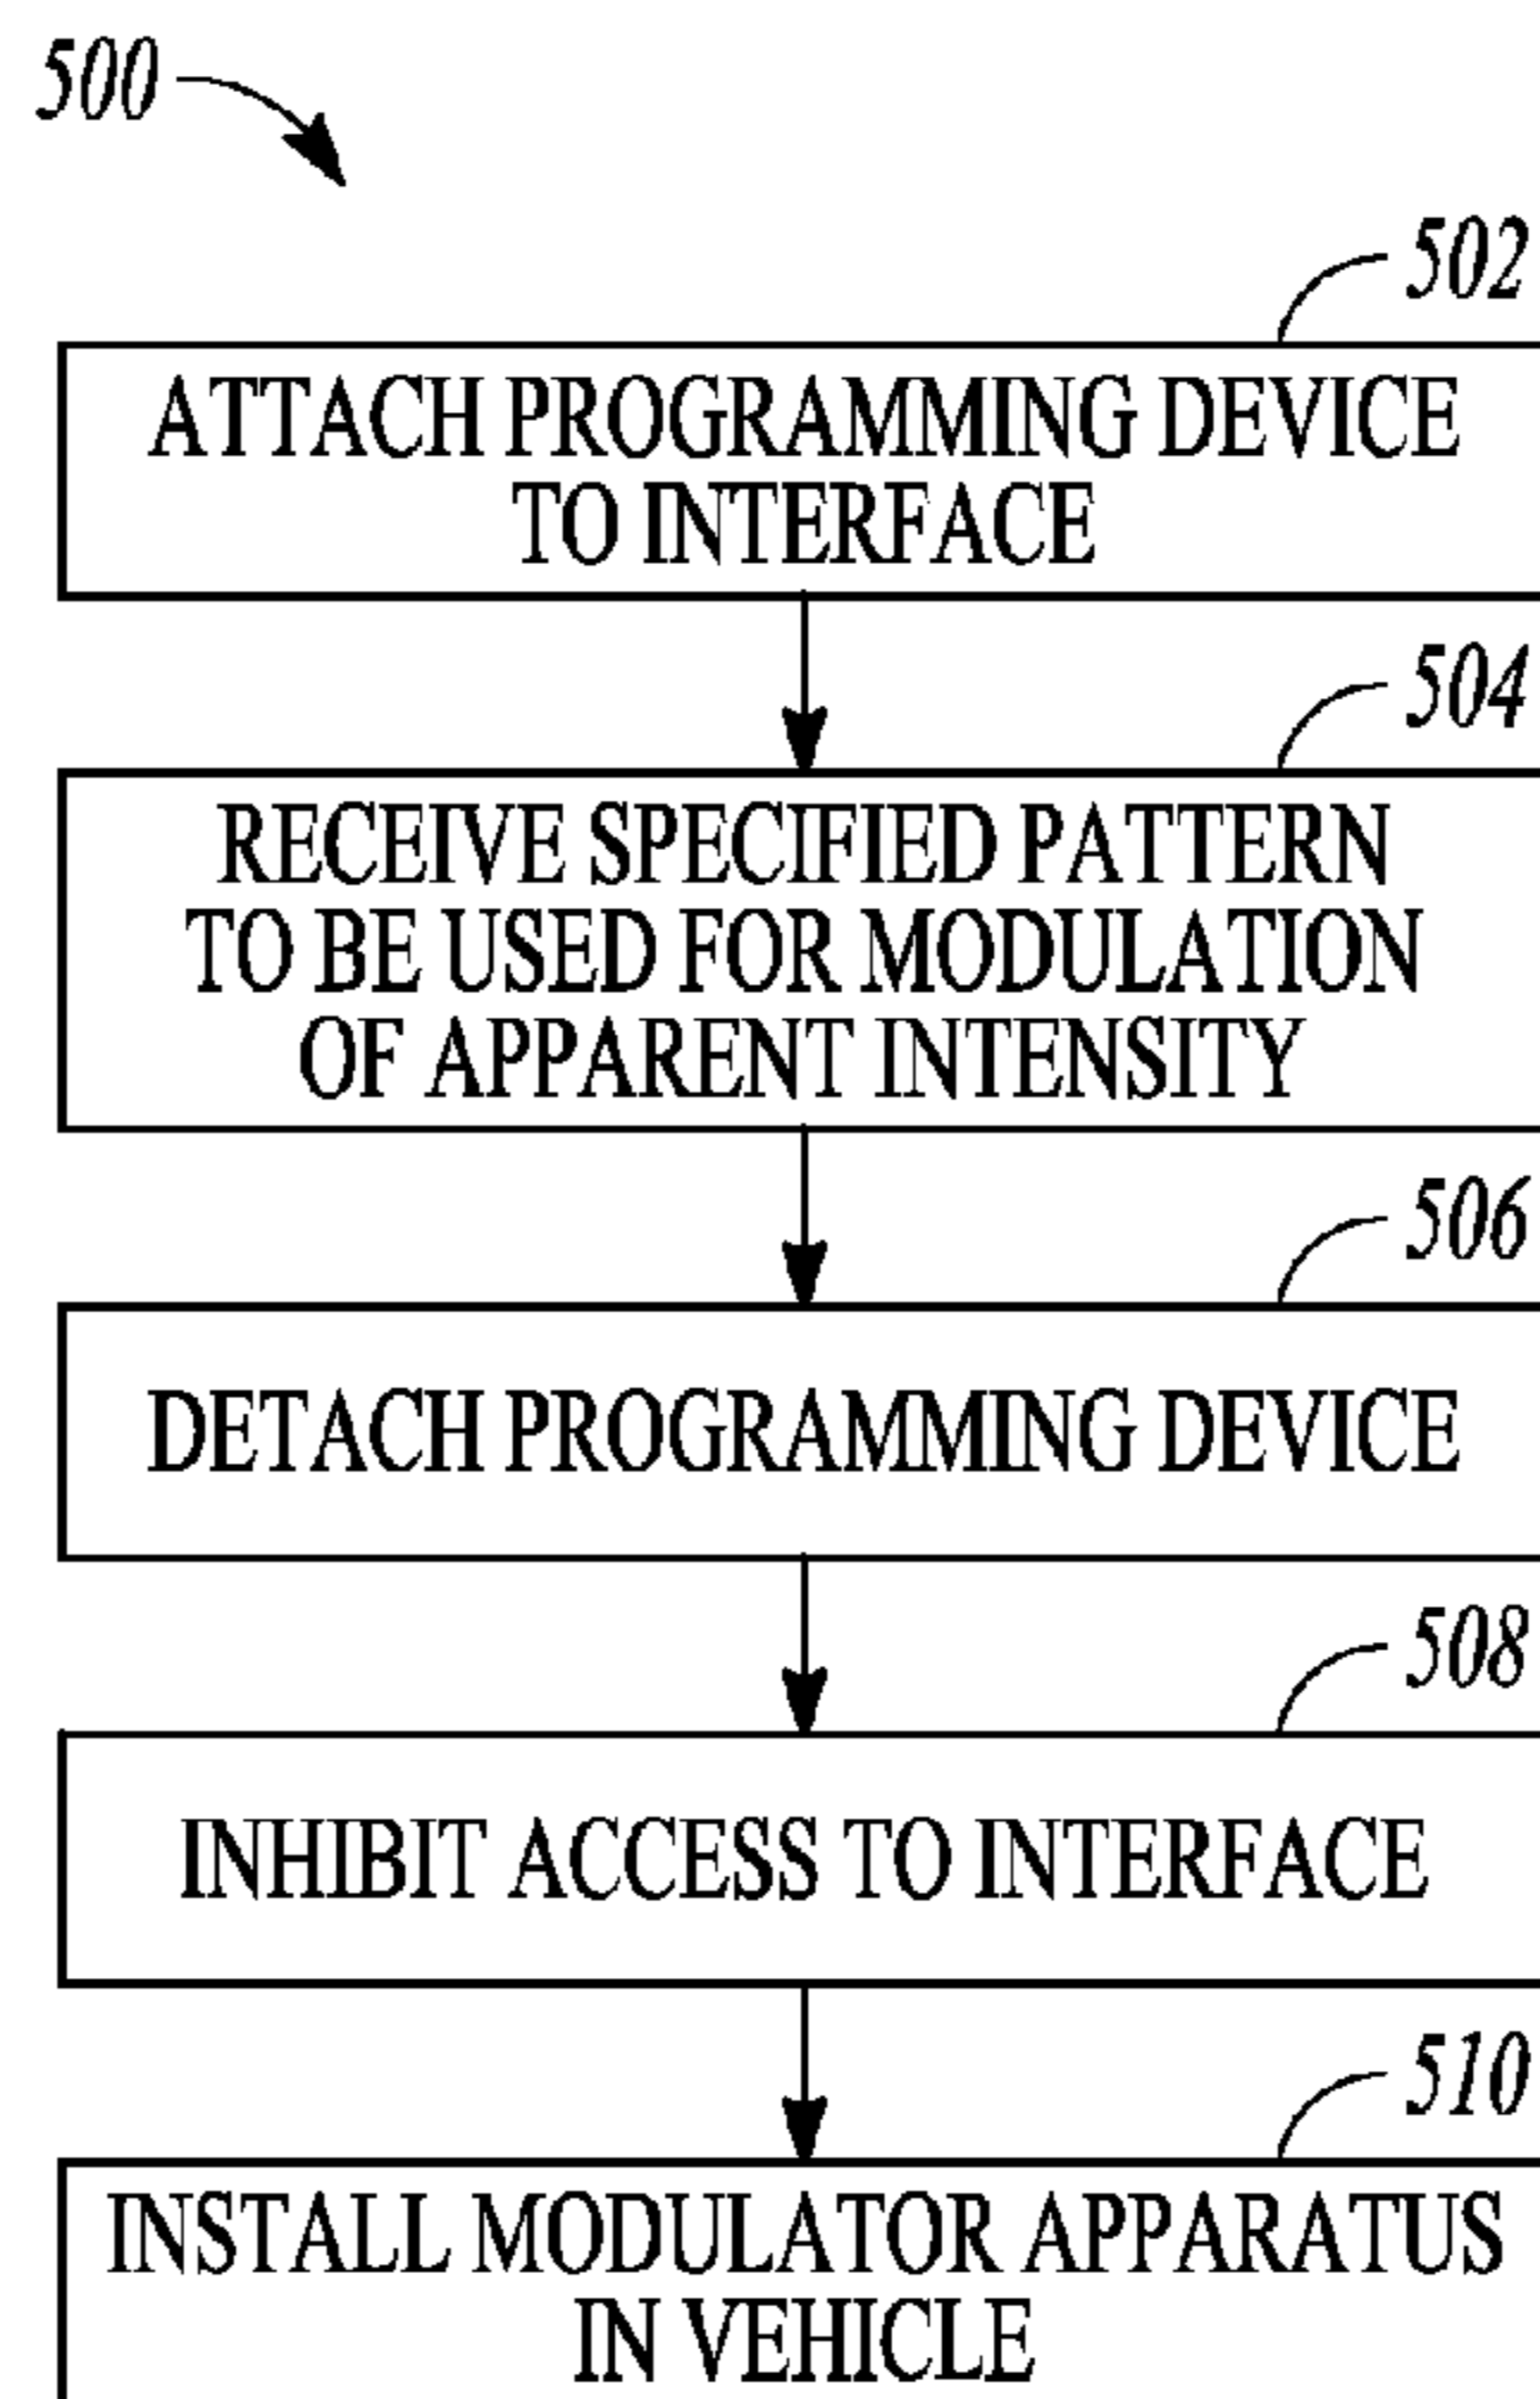 500
502
ATTACH PROGRAMMING DEVICE
TO INTERFACE
504
RECEIVE SPECIFIED PATTERN
TO BE USED FOR MODULATION
OF APPARENT INTENSITY
506
DETACH PROGRAMMING DEVICE
508
INHIBIT ACCESS TO INTERFACE
510
INSTALL MODULATOR APPARATUS
IN VEHICLE